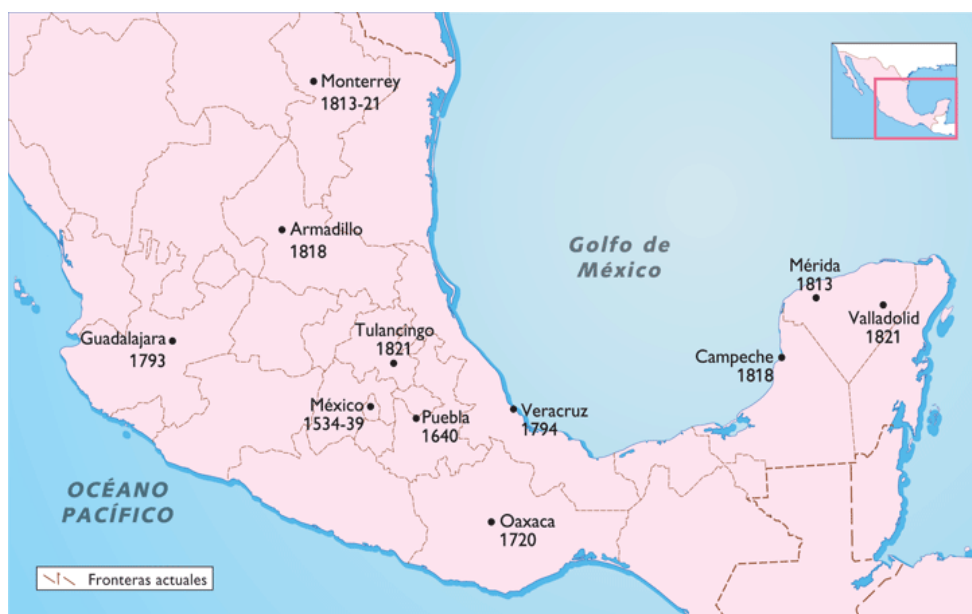 Monterrey
1813-21
Armadillo
1818
Golfo de
México
Mérida
1813
Valladolid
1821
Guadalajara
1793
Tulancingo
1821
Campeche
1818
México
1534-39
Puebla
1640
Veracruz
1794
OCÉANO
PACÍFICO
Oaxaca
1720
Fronteras actuales